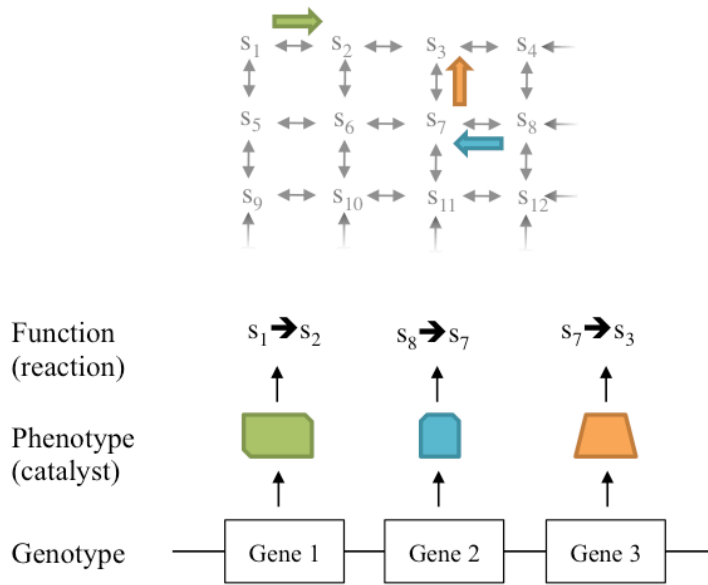 s₁ s₂ s₃ s₄
s₅ s₆ s₇ s₈
s₉ s₁₀ s₁₁ s₁₂
Function s₁➔s₂ s₈➔s₇ s₇➔s₃
(reaction)
Phenotype
(catalyst)
Genotype Gene 1 Gene 2 Gene 3